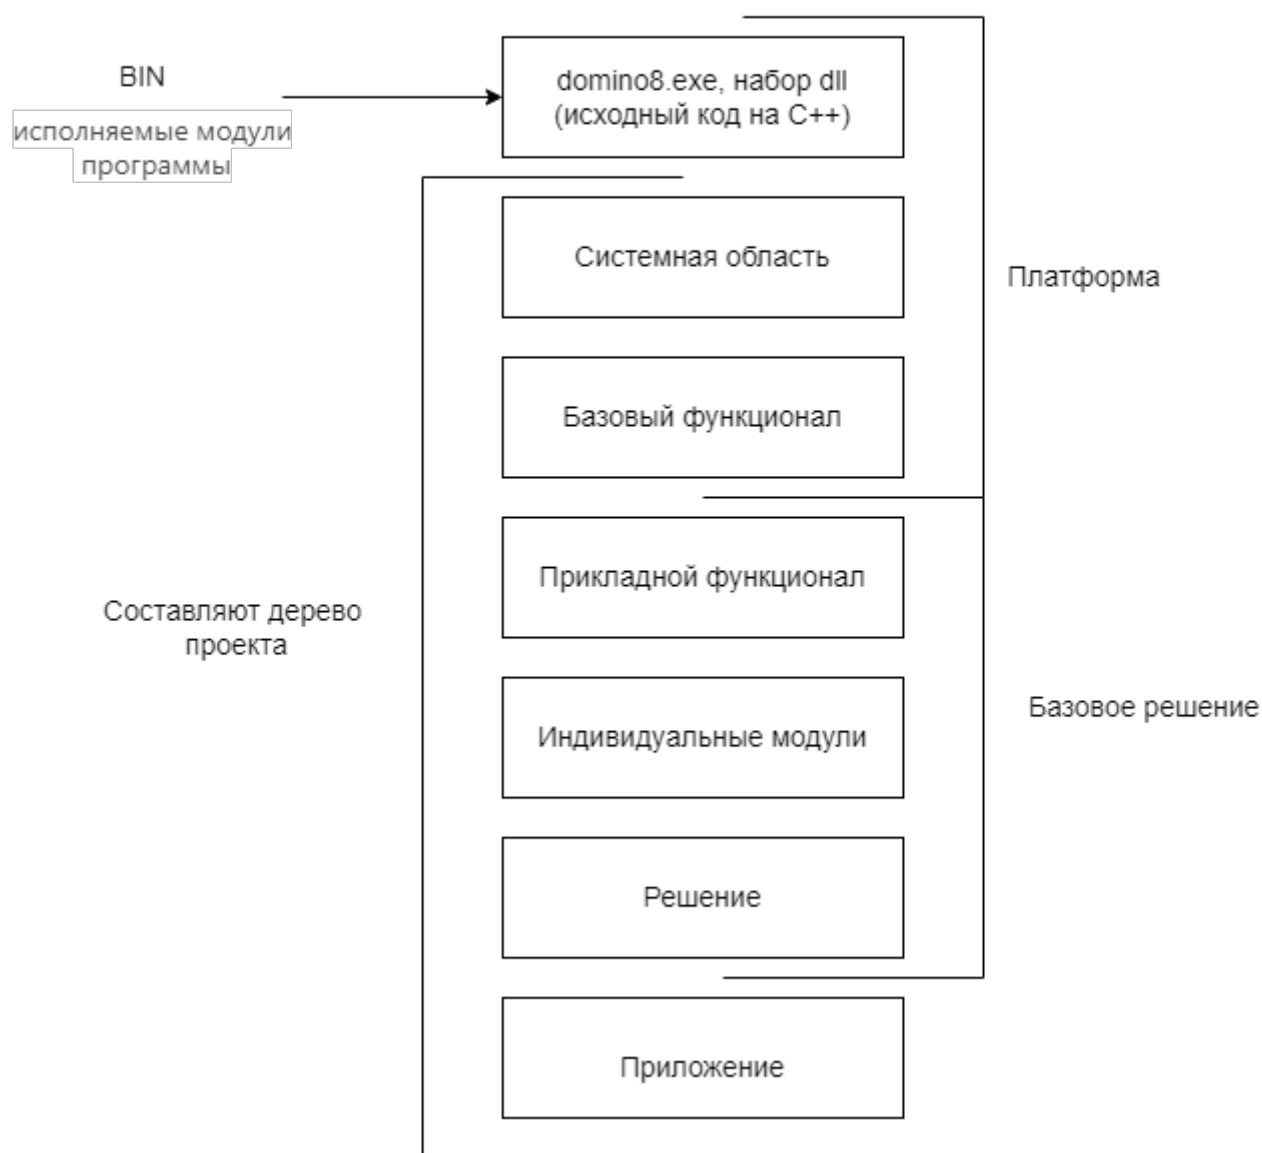 BIN
исполняемые модули
программы
domino8.exe, набор dll
(исходный код на C++)
Системная область
Платформа
Базовый функционал
Прикладной функционал
Составляют дерево
проекта
Индивидуальные модули
Базовое решение
Решение
Приложение